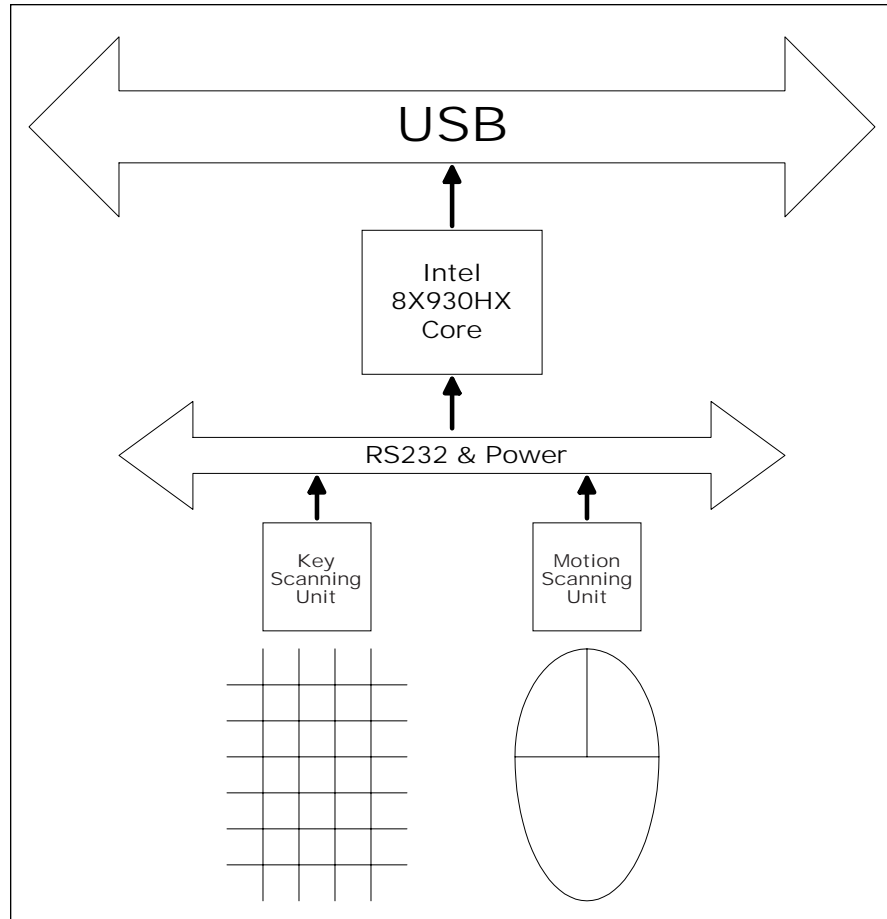 USB
Intel
8X930HX
Core
RS232 & Power
Key
Scanning
Unit
Motion
Scanning
Unit